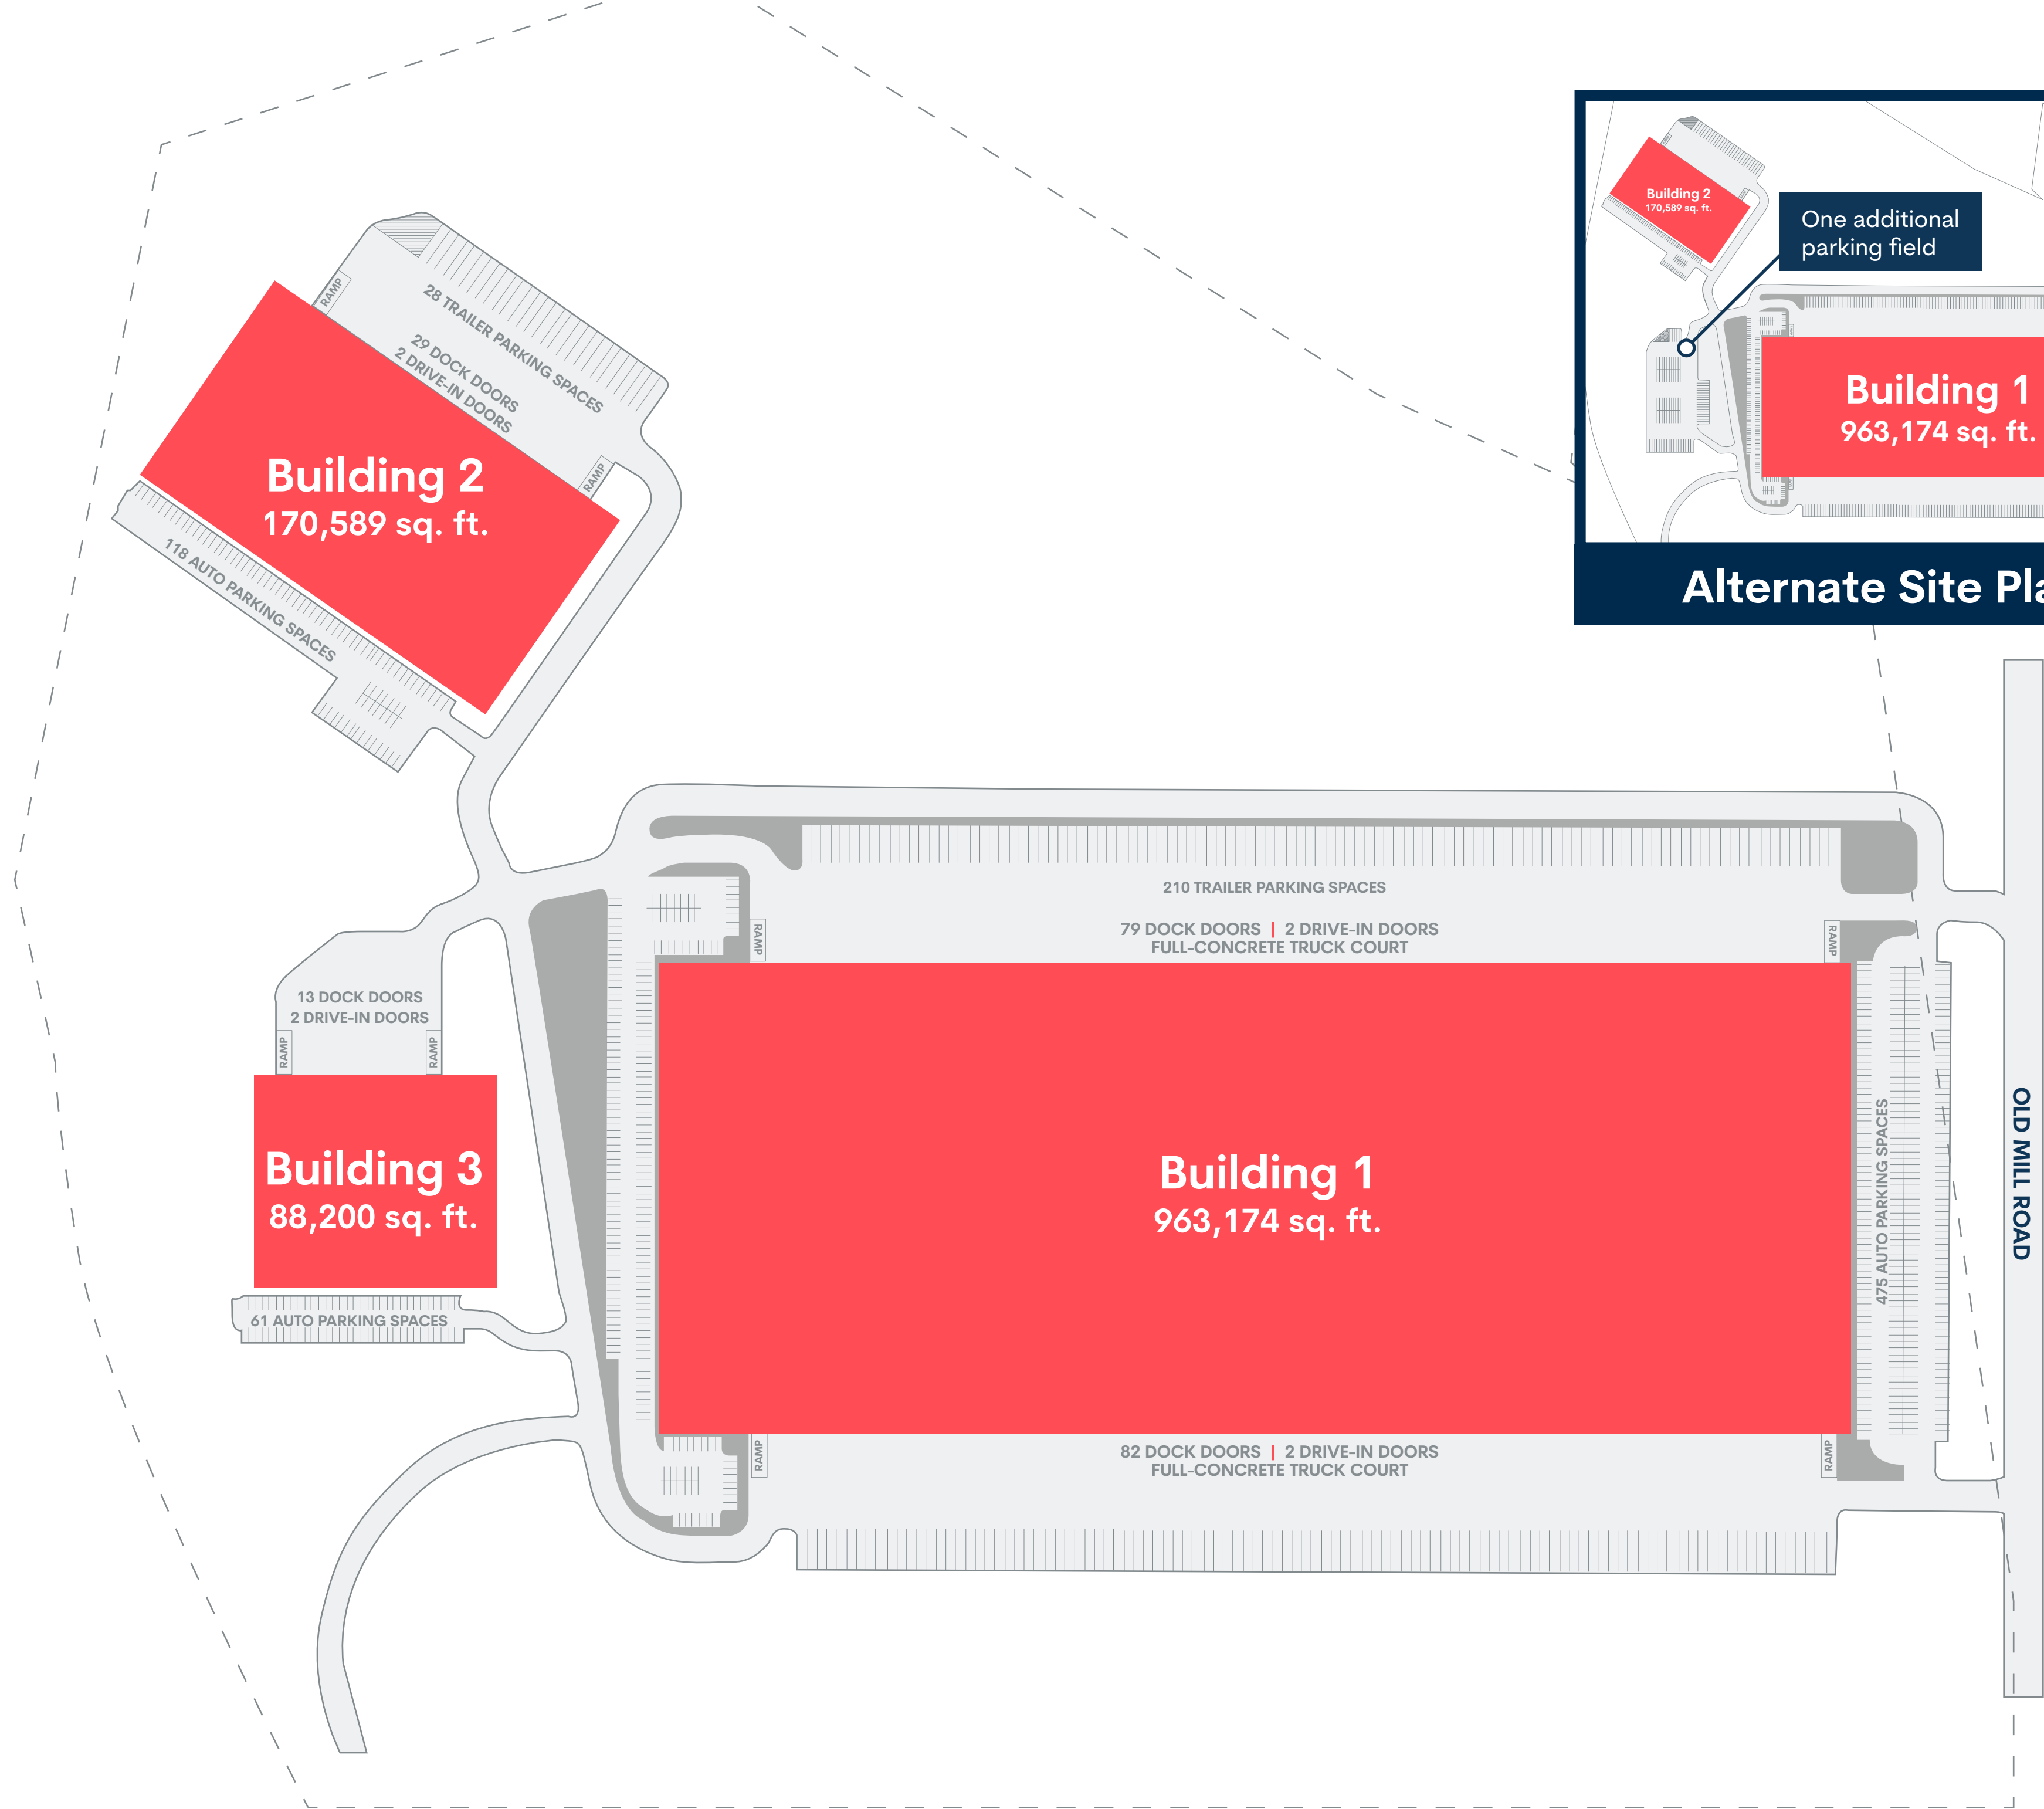 Building 2
170,589 sq. ft.
One additional
parking field
Building 1
963,174 sq. ft.
Alternate Site Pla
RAMP
28 TRAILER PARKING SPACES
29 DOCK DOORS
2 DRIVE-IN DOORS
RAMP
Building 2
170,589 sq. ft.
118 AUTO PARKING SPACES
210 TRAILER PARKING SPACES
79 DOCK DOORS | 2 DRIVE-IN DOORS
FULL-CONCRETE TRUCK COURT
RAMP
RAMP
13 DOCK DOORS
2 DRIVE-IN DOORS
RAMP
RAMP
Building 3
88,200 sq. ft.
61 AUTO PARKING SPACES
Building 1
963,174 sq. ft.
475 AUTO PARKING SPACES
OLD MILL ROAD
82 DOCK DOORS | 2 DRIVE-IN DOORS
FULL-CONCRETE TRUCK COURT
RAMP
RAMP